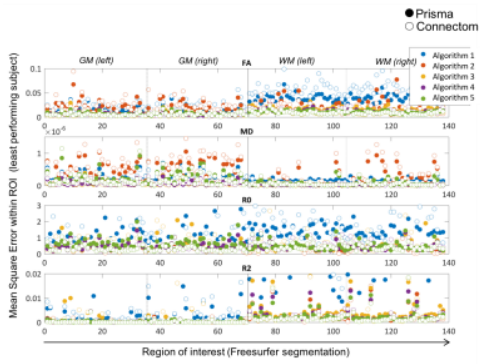 Prisma
Connectom
GM (left)
GM (right)
WM (left)
WM (right)
Algorithm 1
Algorithm 2
Algorithm 3
Algorithm 4
Algorithm 5
FA
0.1
0.05
0
0 20 40 60 80 100 120 140
MD
×10⁻⁶
1
0
0 20 40 60 80 100 120 140
R0
3
2
1
0
0 20 40 60 80 100 120 140
R2
0.02
0.01
0
0 20 40 60 80 100 120 140
Mean Square Error within ROI (least performing subject)
Region of interest (Freesurfer segmentation)